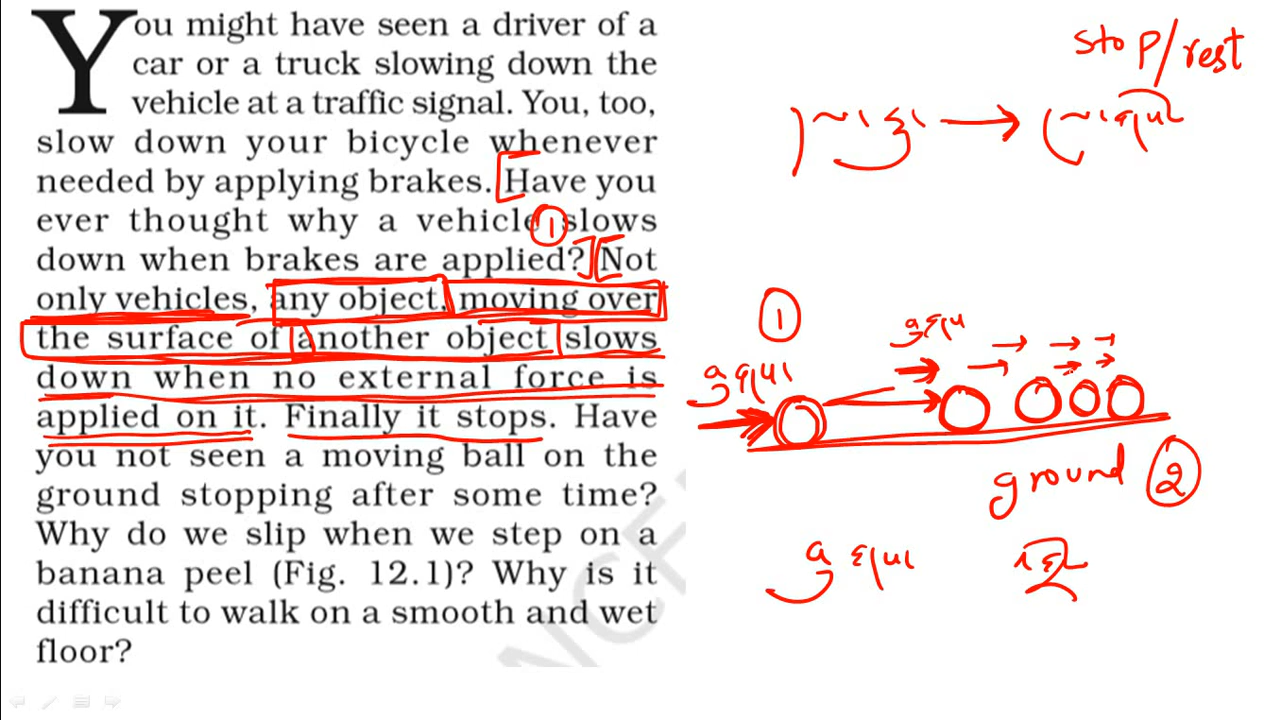 You might have seen a driver of a
car or a truck slowing down the
vehicle at a traffic signal. You, too,
slow down your bicycle whenever
needed by applying brakes. Have you
ever thought why a vehicle slows
down when brakes are applied? Not
only vehicles, any object, moving over
the surface of another object slows
down when no external force is
applied on it. Finally it stops. Have
you not seen a moving ball on the
ground stopping after some time?
Why do we slip when we step on a
banana peel (Fig. 12.1)? Why is it
difficult to walk on a smooth and wet
floor?
1
stop/rest
1
ground 2